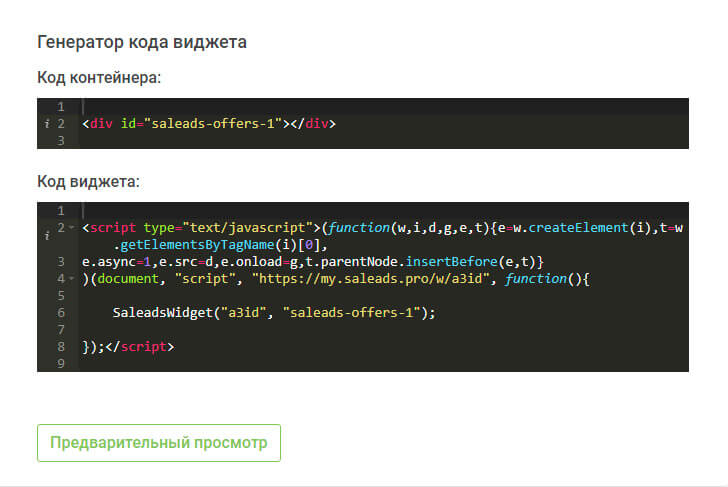 Генератор кода виджета
Код контейнера:
1
i 2 <div id="saleads-offers-1"></div>
3
Код виджета:
1
i 2 <script type="text/javascript">(function(w,i,d,g,e,t){e=w.createElement(i),t=w
.getElementsByTagName(i)[0],
3 e.async=1,e.src=d,e.onload=g,t.parentNode.insertBefore(e,t)}
4 )(document, "script", "https://my.saleads.pro/w/a3id", function(){
5
6 SaleadsWidget("a3id", "saleads-offers-1");
7
8 });</script>
9
Предварительный просмотр